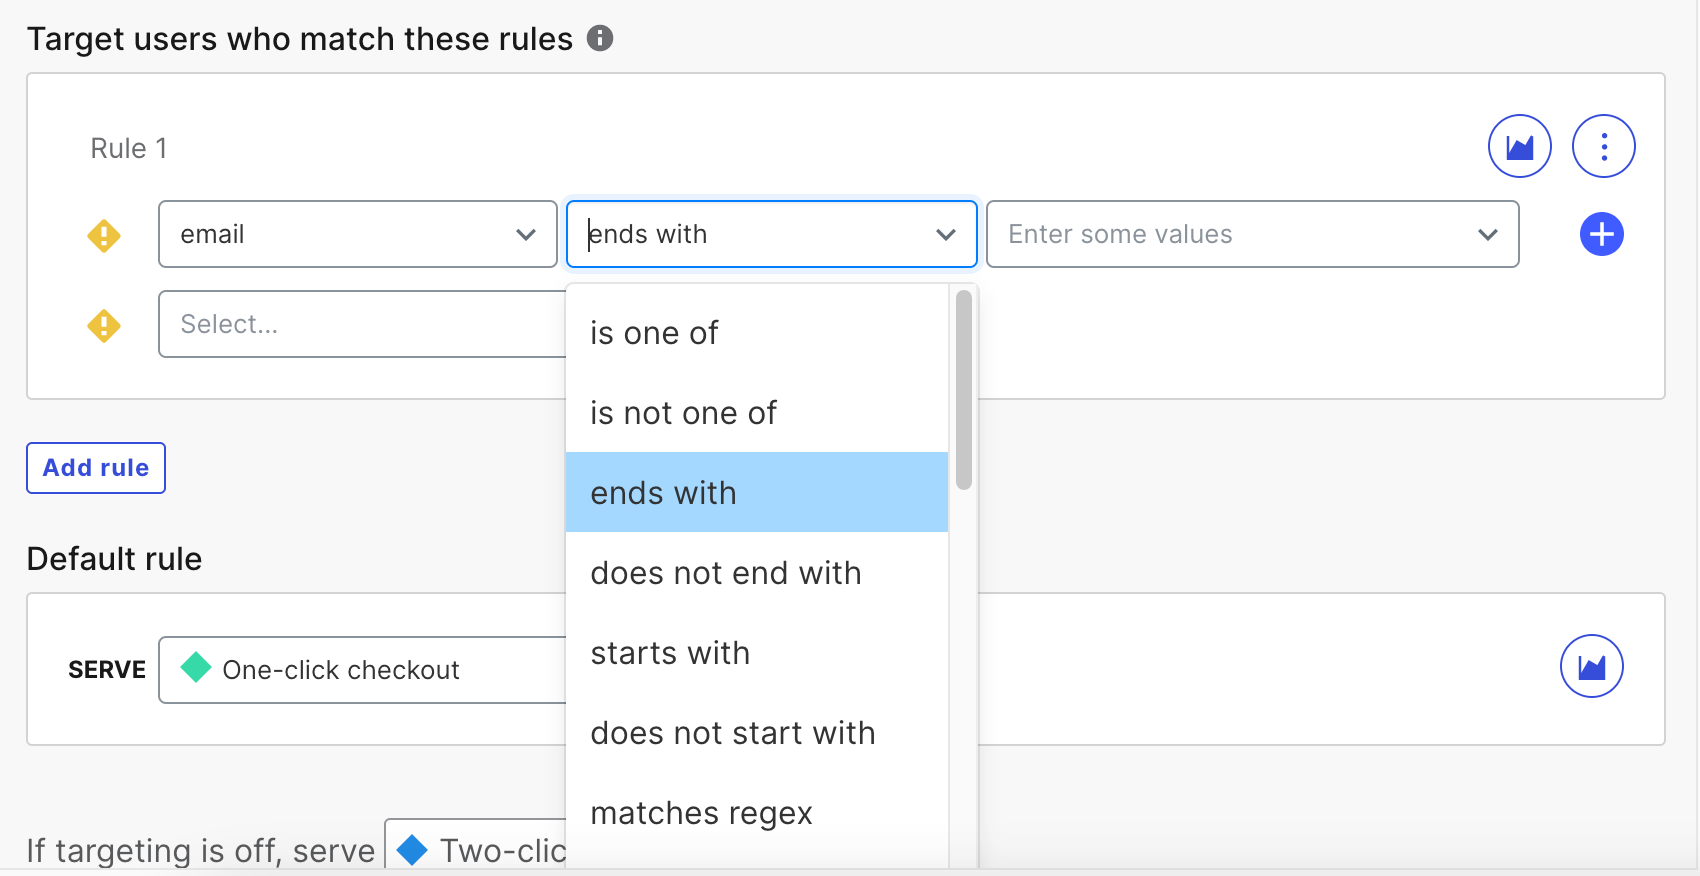 Target users who match these rules
Rule 1
email
ends with
Enter some values
Select...
is one of
is not one of
ends with
does not end with
starts with
does not start with
matches regex
Add rule
Default rule
SERVE
One-click checkout
If targeting is off, serve
Two-clic